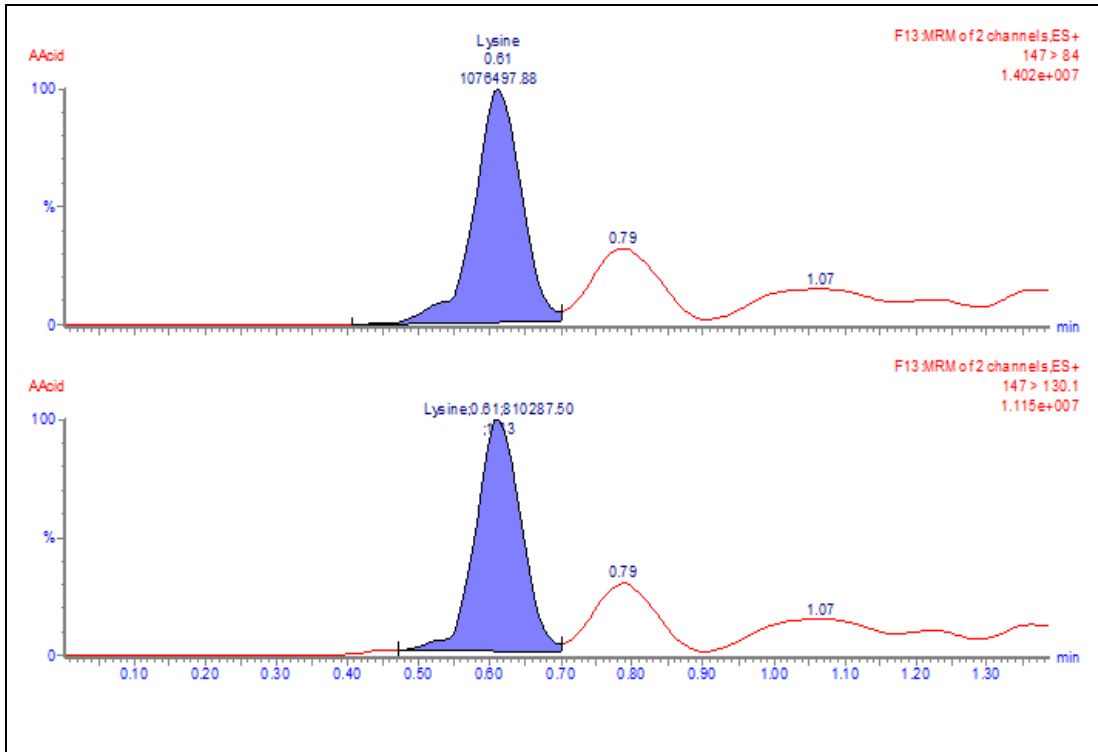 F13:MRM of 2 channels,ES+
147 > 84
1.402e+007
AAcid
Lysine
0.61
1076497.88
100
%
0
0.79
1.07
min
F13:MRM of 2 channels,ES+
147 > 130.1
1.115e+007
AAcid
Lysine;0.61;810287.50
100
%
0
0.79
1.07
min
0.10 0.20 0.30 0.40 0.50 0.60 0.70 0.80 0.90 1.00 1.10 1.20 1.30